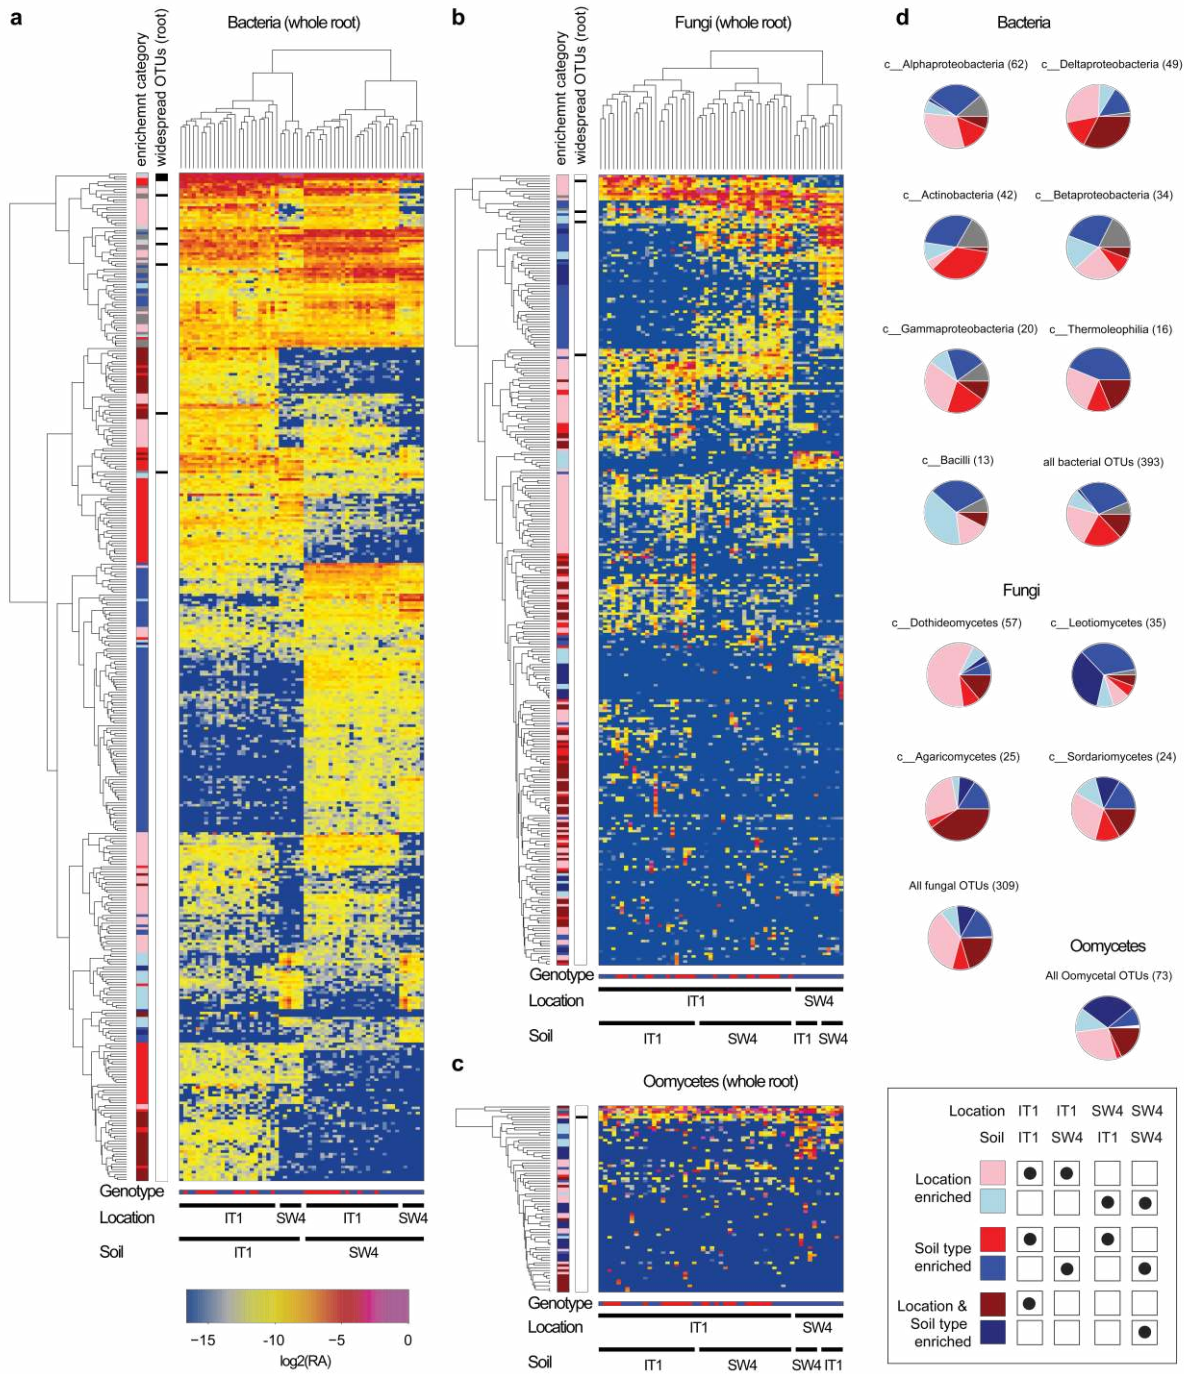 a
Bacteria (whole root)
enrichemnt category
widespread OTUs (root)
Genotype
Location
IT1
SW4
IT1
SW4
Soil
IT1
SW4
−15
−10
−5
0
log2(RA)
b
Fungi (whole root)
enrichemnt category
widespread OTUs (root)
Genotype
Location
IT1
SW4
Soil
IT1
SW4
IT1
SW4
c
Oomycetes (whole root)
Genotype
Location
IT1
SW4
Soil
IT1
SW4
SW4
IT1
d
Bacteria
c__Alphaproteobacteria (62)
c__Deltaproteobacteria (49)
c__Actinobacteria (42)
c__Betaproteobacteria (34)
c__Gammaproteobacteria (20)
c__Thermoleophilia (16)
c__Bacilli (13)
all bacterial OTUs (393)
Fungi
c__Dothideomycetes (57)
c__Leotiomycetes (35)
c__Agaricomycetes (25)
c__Sordariomycetes (24)
All fungal OTUs (309)
Oomycetes
All Oomycetal OTUs (73)
Location IT1 IT1 SW4 SW4
Soil IT1 SW4 IT1 SW4
Location
enriched
Soil type
enriched
Location &
Soil type
enriched